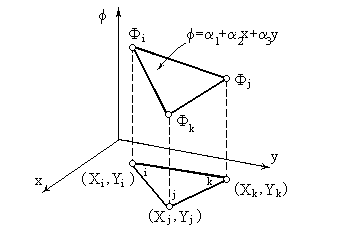 ϕ
Φi
ϕ=α1+α2x+α3y
Φj
Φk
y
x
i
j
k
(Xi,Yi)
(Xj,Yj)
(Xk,Yk)